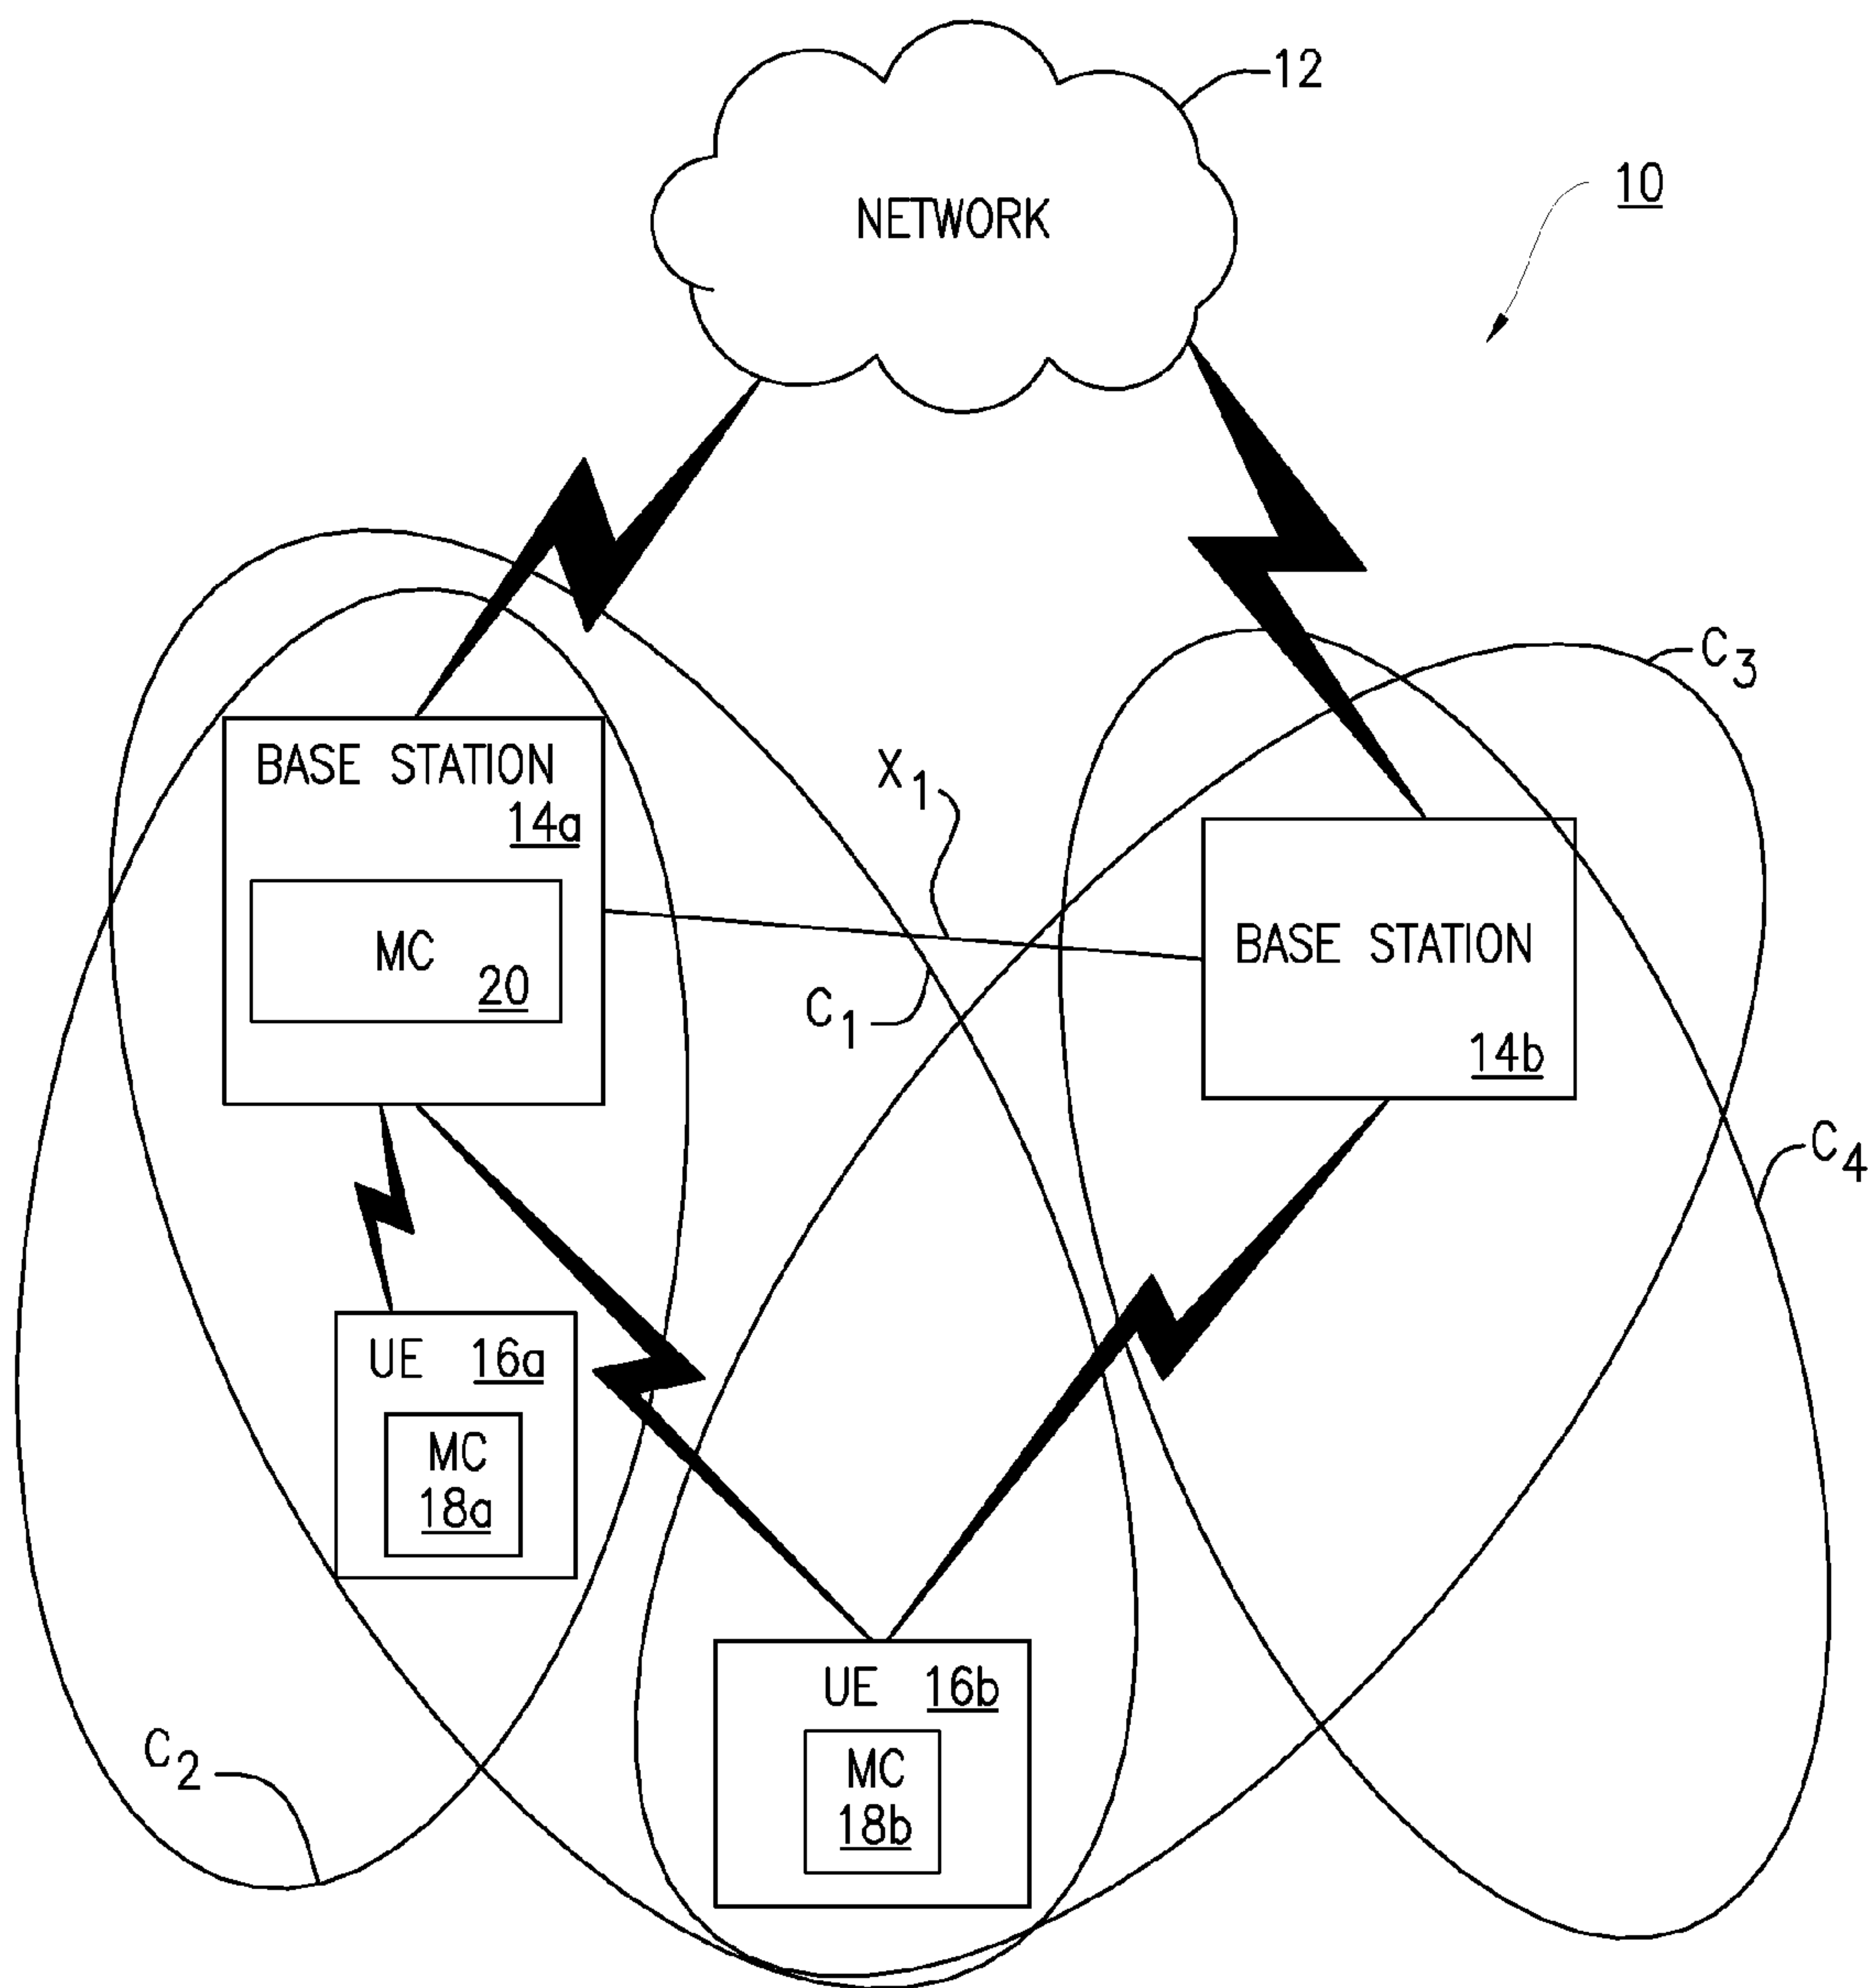 12
NETWORK
10
C3
BASE STATION
14a
X1
MC
20
C1
BASE STATION
14b
C4
UE 16a
MC
18a
UE 16b
MC
18b
C2